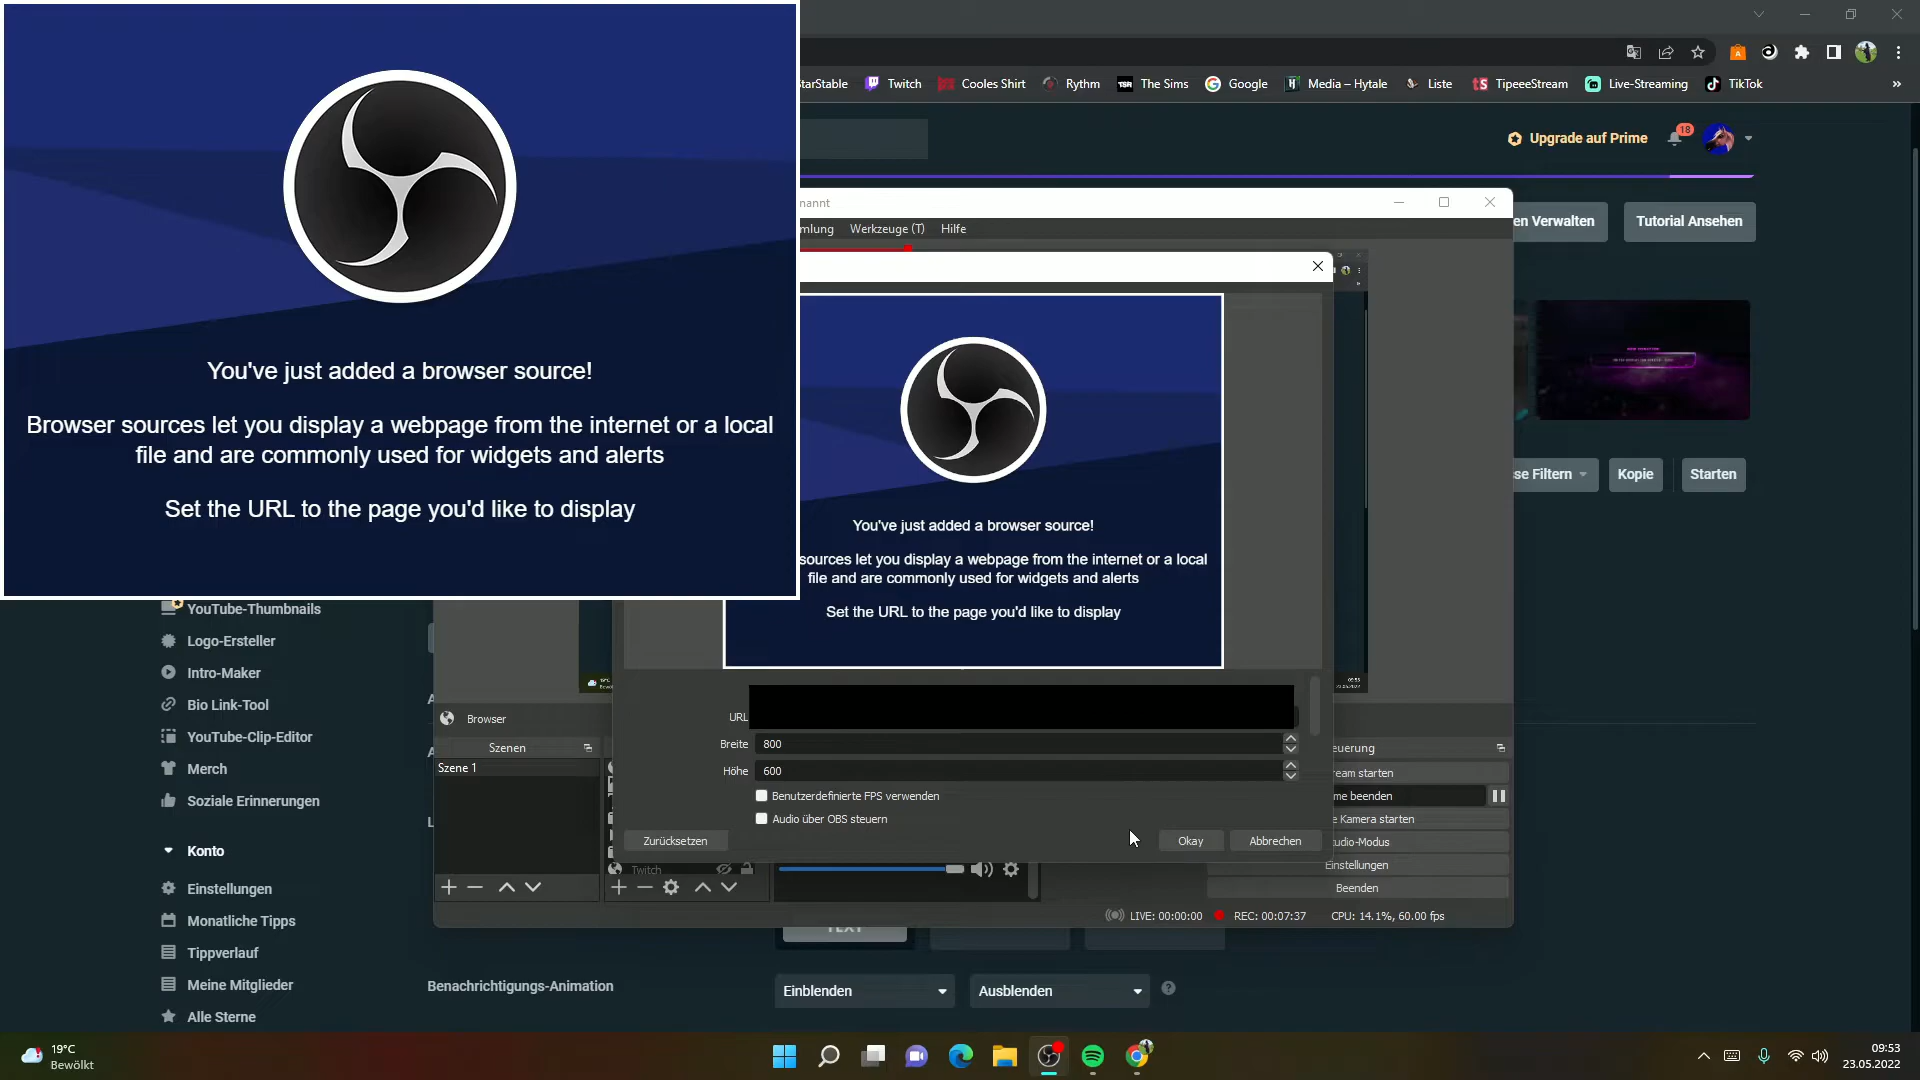 You've just added a browser source!
Browser sources let you display a webpage from the internet or a local
file and are commonly used for widgets and alerts
Set the URL to the page you'd like to display
StarStable
Twitch
Cooles Shirt
Rythm
The Sims
Google
Media – Hytale
Liste
TipeeeStream
Live-Streaming
TikTok
»
Upgrade auf Prime
18
nannt
mlung
Werkzeuge (T)
Hilfe
en Verwalten
Tutorial Ansehen
You've just added a browser source!
sources let you display a webpage from the internet or a local
file and are commonly used for widgets and alerts
Set the URL to the page you'd like to display
se Filtern
Kopie
Starten
YouTube-Thumbnails
Logo-Ersteller
Intro-Maker
Bio Link-Tool
YouTube-Clip-Editor
Merch
Soziale Erinnerungen
Konto
Einstellungen
Monatliche Tipps
Tippverlauf
Meine Mitglieder
Alle Sterne
Browser
Szenen
Szene 1
URL
Breite
800
Höhe
600
Benutzerdefinierte FPS verwenden
Audio über OBS steuern
Zurücksetzen
Okay
Abbrechen
Twitch
euerung
ream starten
me beenden
e Kamera starten
tudio-Modus
Einstellungen
Beenden
LIVE: 00:00:00
REC: 00:07:37
CPU: 14.1%, 60.00 fps
TEXT
Benachrichtigungs-Animation
Einblenden
Ausblenden
19°C
Bewölkt
09:53
23.05.2022